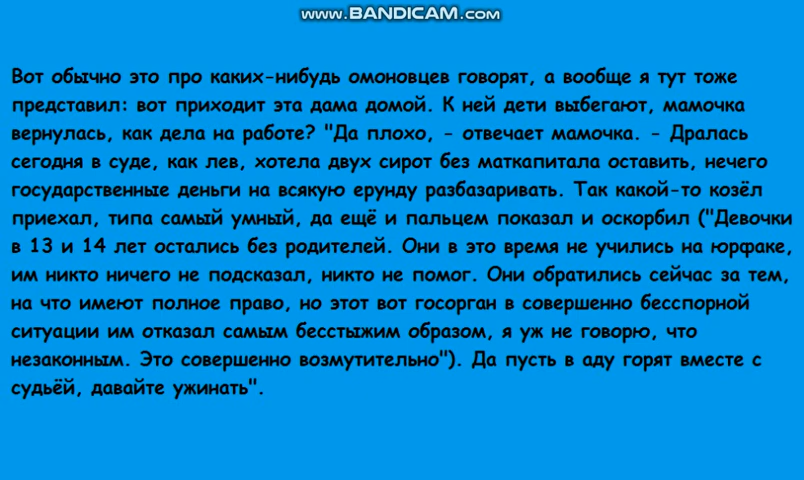 www.BANDICAM.com
Вот обычно это про каких-нибудь омоновцев говорят, а вообще я тут тоже
представил: вот приходит эта дама домой. К ней дети выбегают, мамочка
вернулась, как дела на работе? "Да плохо, - отвечает мамочка. - Дралась
сегодня в суде, как лев, хотела двух сирот без маткапитала оставить, нечего
государственные деньги на всякую ерунду разбазаривать. Так какой-то козёл
приехал, типа самый умный, да ещё и пальцем показал и оскорбил ("Девочки
в 13 и 14 лет остались без родителей. Они в это время не учились на юрфаке,
им никто ничего не подсказал, никто не помог. Они обратились сейчас за тем,
на что имеют полное право, но этот вот госорган в совершенно бесспорной
ситуации им отказал самым бесстыжим образом, я уж не говорю, что
незаконным. Это совершенно возмутительно"). Да пусть в аду горят вместе с
судьёй, давайте ужинать".